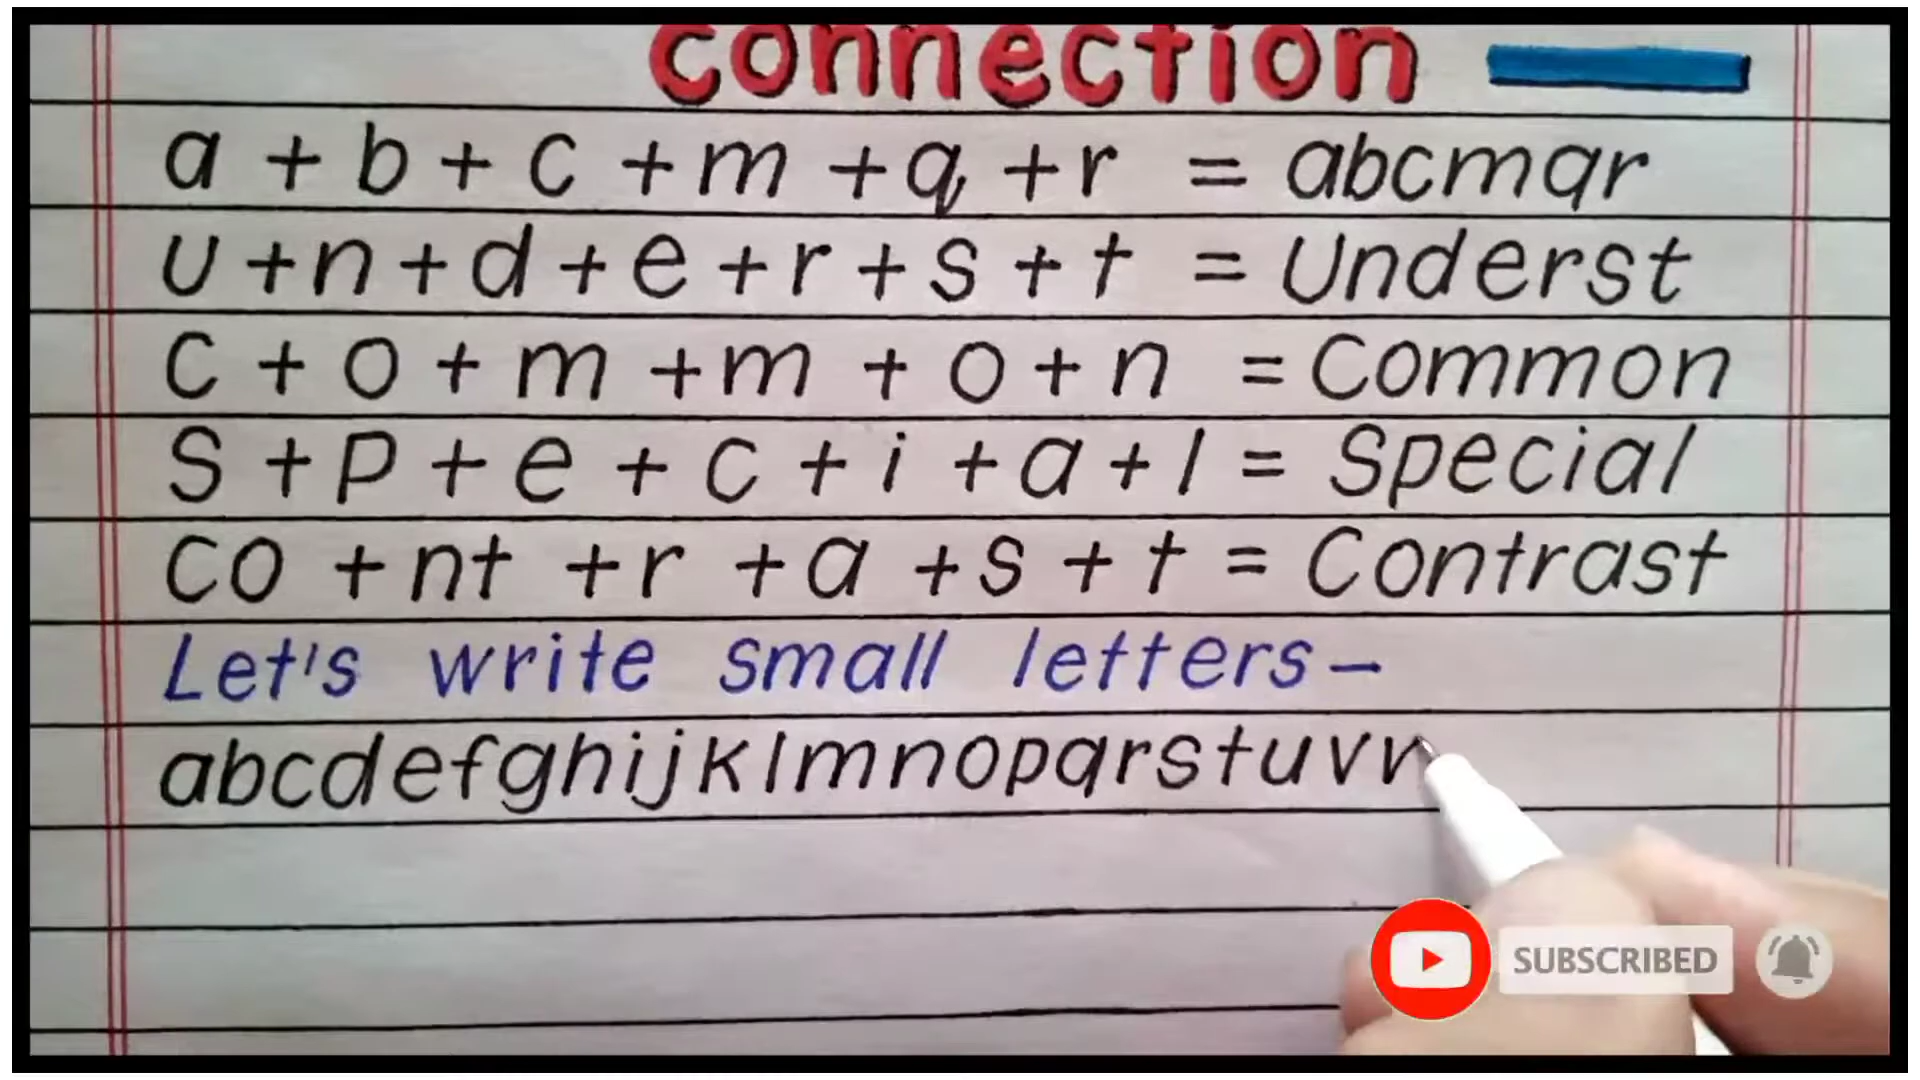 connection
a + b + c + m + q + r = abcmqr
U + n + d + e + r + s + t = Underst
C + o + m + m + o + n = Common
S + p + e + c + i + a + l = Special
CO + nt + r + a + s + t = Contrast
Let's write small letters-
abcdefghijklmnopqrstuvw
SUBSCRIBED